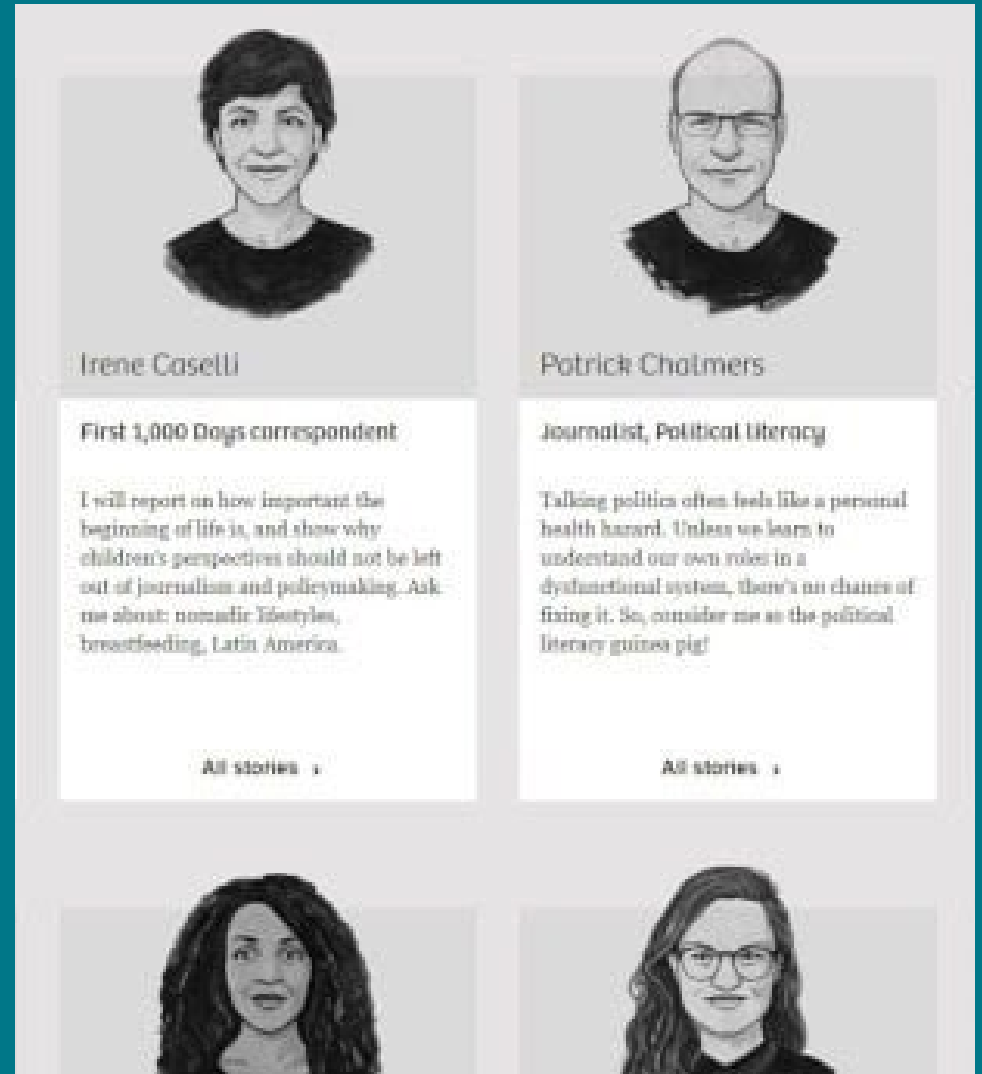 Irene Caselli
First 1,000 Days correspondent
I will report on how important the
beginning of life is, and show why
children's perspectives should not be left
out of journalism and policymaking. Ask
me about: nomadic lifestyles,
breastfeeding, Latin America.
All stories ›
Patrick Chalmers
Journalist, Political literacy
Talking politics often feels like a personal
health hazard. Unless we learn to
understand our own roles in a
dysfunctional system, there's no chance of
fixing it. So, consider me as the political
literacy guinea pig!
All stories ›